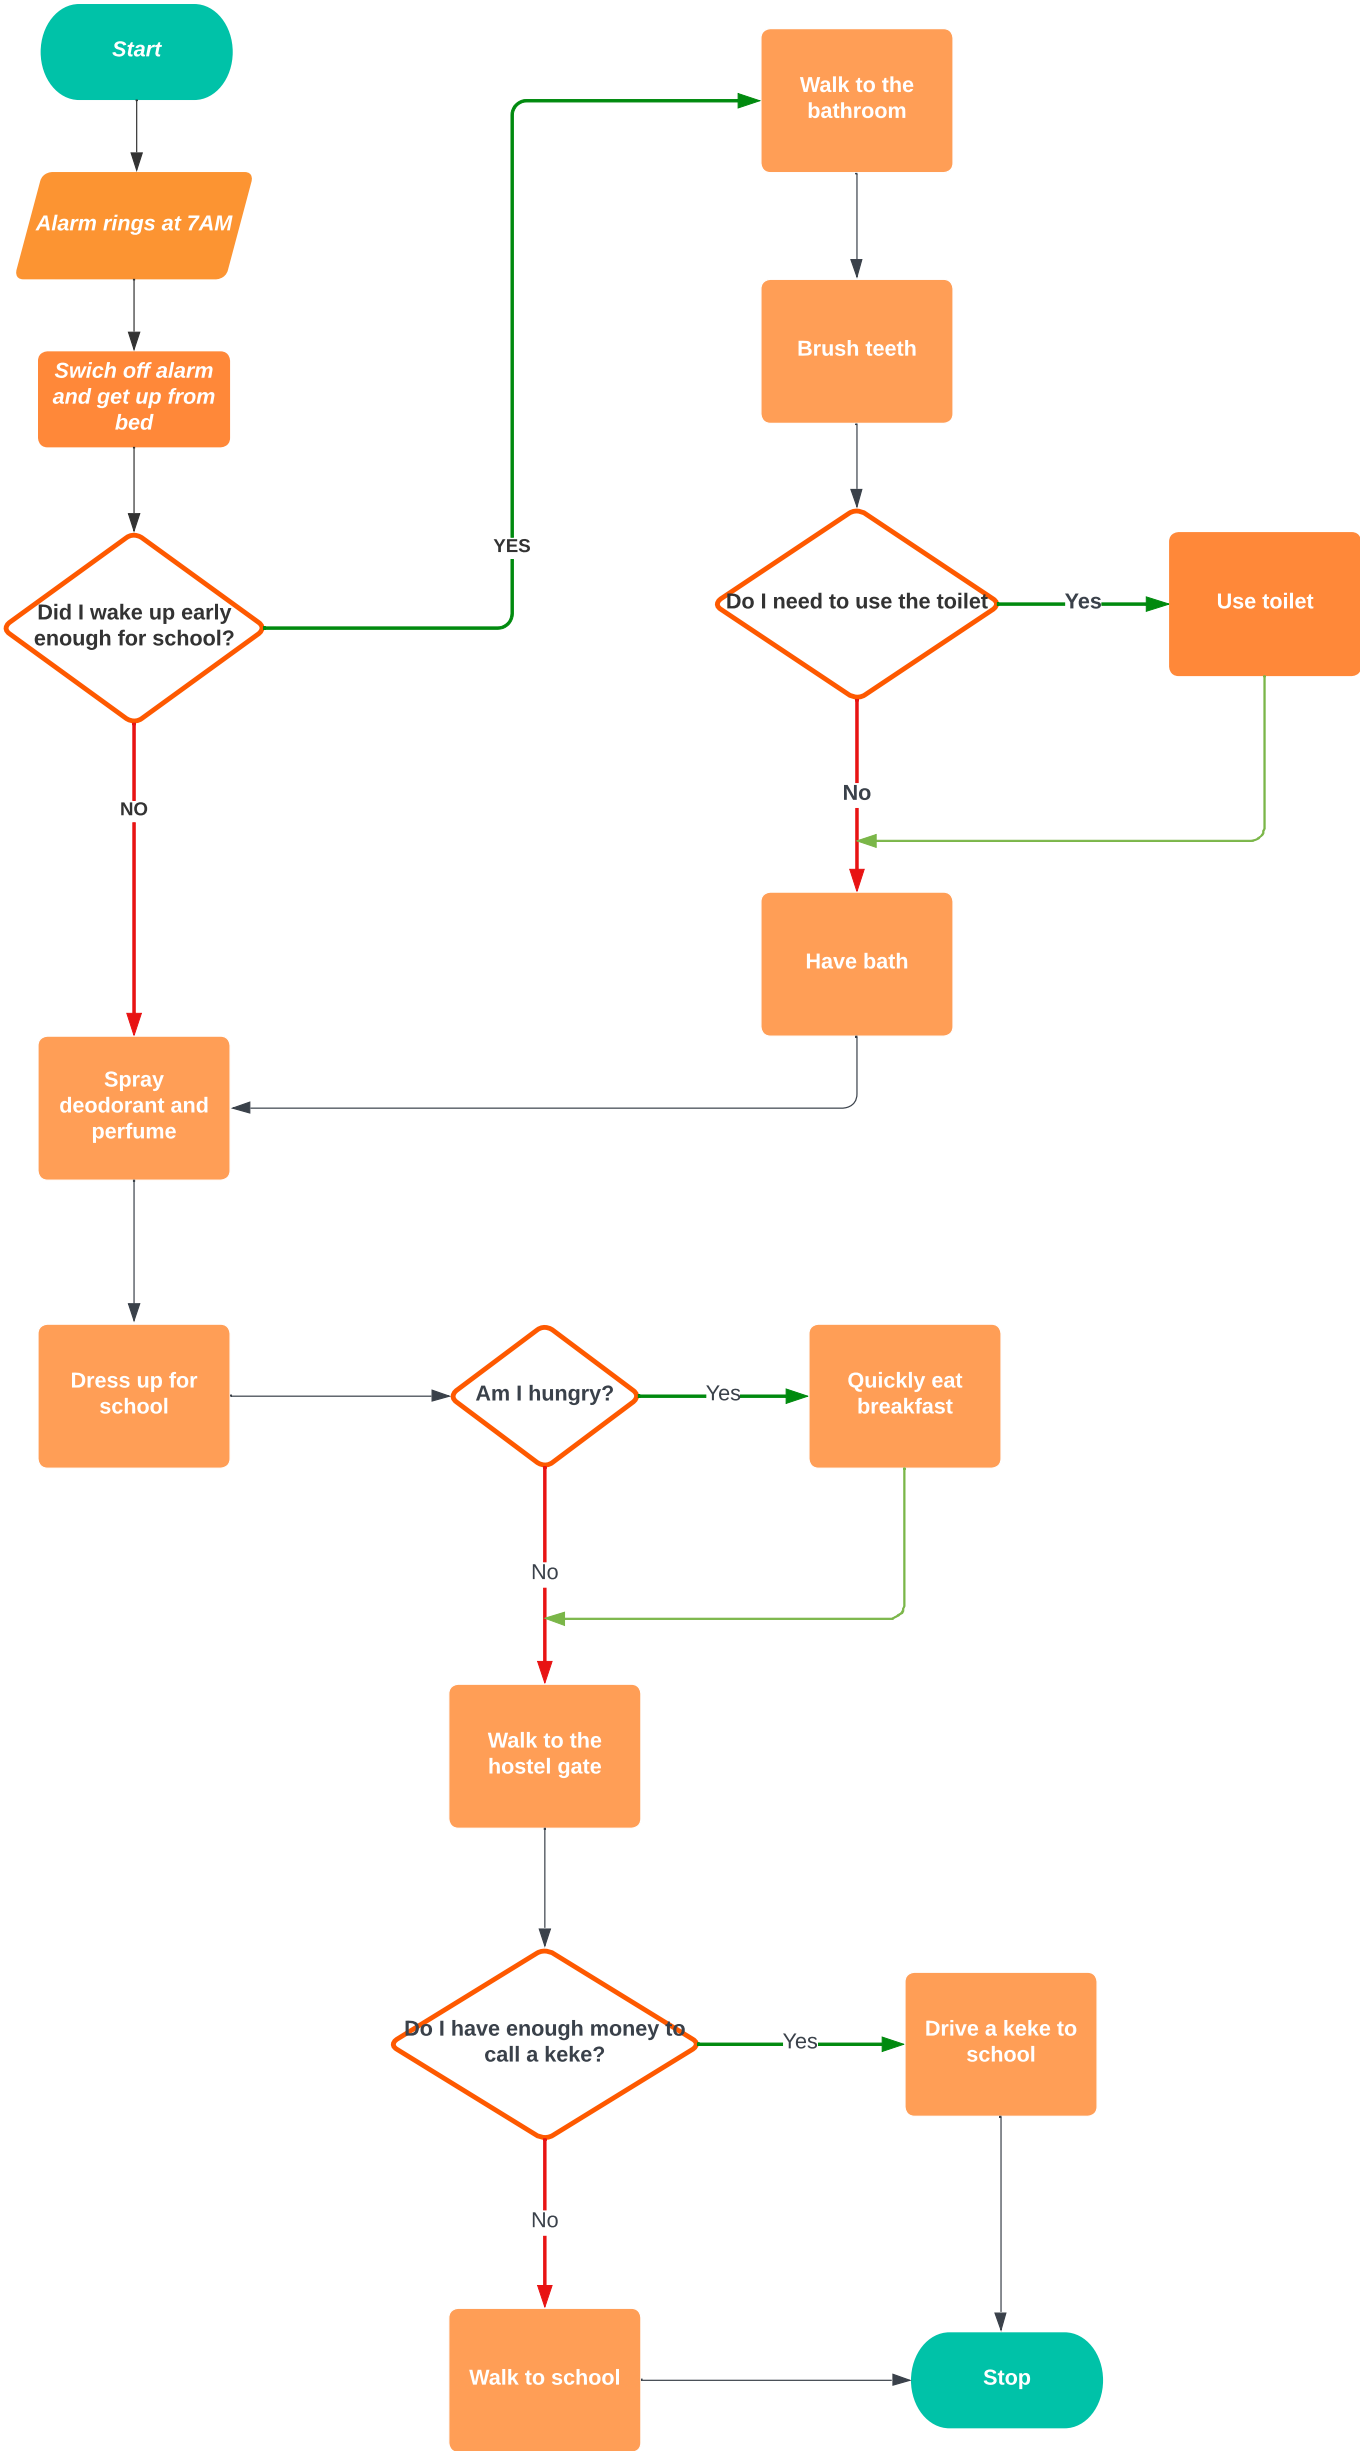 Start
Alarm rings at 7AM
Swich off alarm
and get up from
bed
Did I wake up early
enough for school?
YES
NO
Walk to the
bathroom
Brush teeth
Do I need to use the toilet
Yes
Use toilet
No
Have bath
Spray
deodorant and
perfume
Dress up for
school
Am I hungry?
Yes
Quickly eat
breakfast
No
Walk to the
hostel gate
Do I have enough money to
call a keke?
Yes
Drive a keke to
school
No
Walk to school
Stop